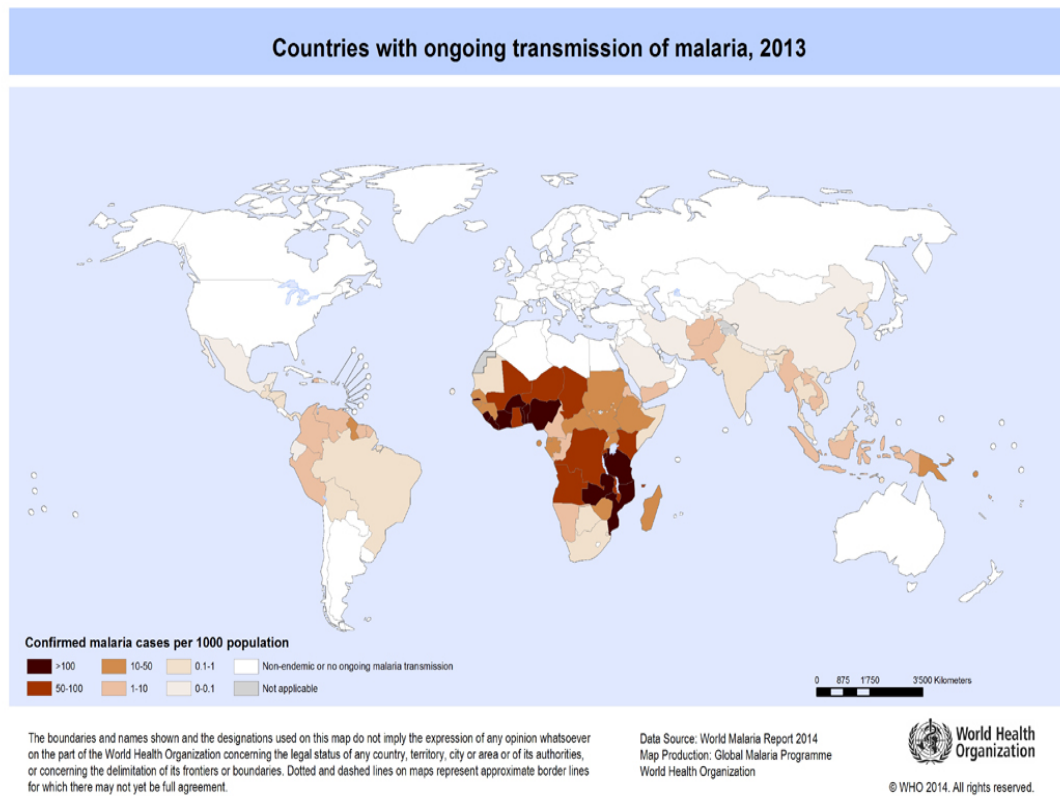 Countries with ongoing transmission of malaria, 2013
Confirmed malaria cases per 1000 population
>100
10-50
0.1-1
Non-endemic or no ongoing malaria transmission
50-100
1-10
0-0.1
Not applicable
0 875 1'750 3'500 Kilometers
The boundaries and names shown and the designations used on this map do not imply the expression of any opinion whatsoever
on the part of the World Health Organization concerning the legal status of any country, territory, city or area or of its authorities,
or concerning the delimitation of its frontiers or boundaries. Dotted and dashed lines on maps represent approximate border lines
for which there may not yet be full agreement.
Data Source: World Malaria Report 2014
Map Production: Global Malaria Programme
World Health Organization
World Health
Organization
© WHO 2014. All rights reserved.